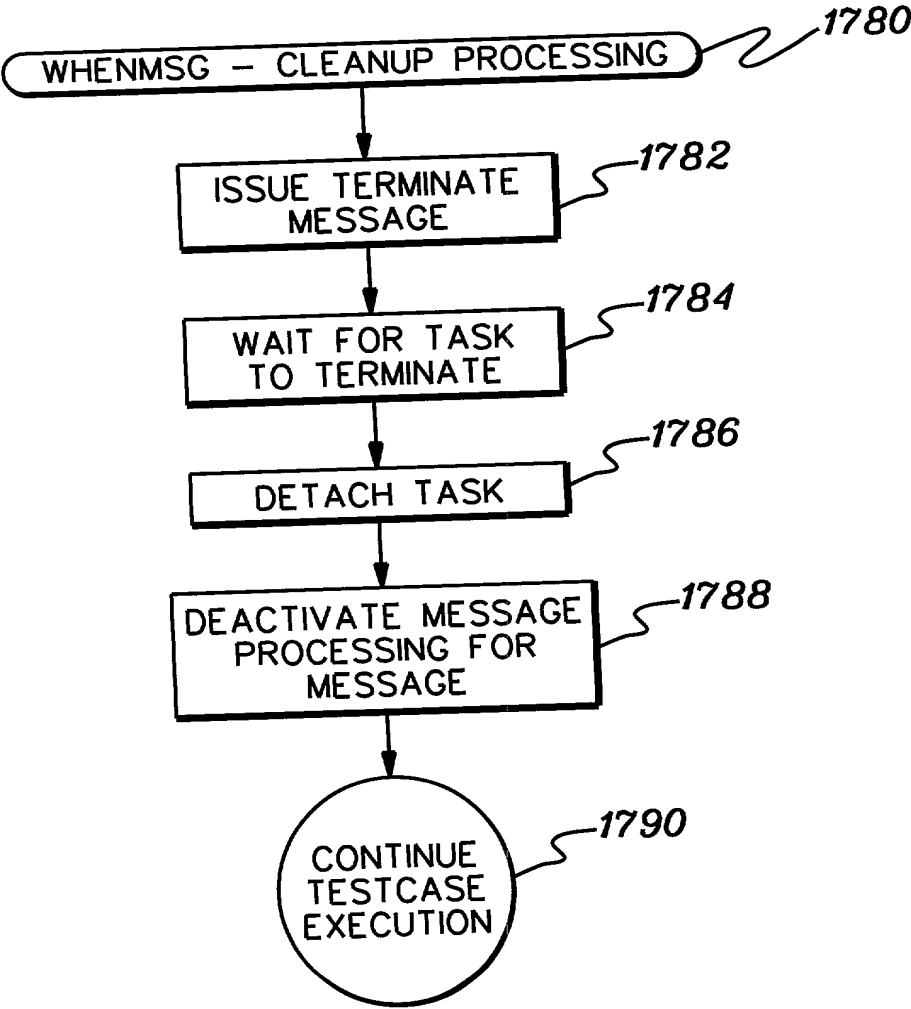 1780
WHENMSG – CLEANUP PROCESSING
1782
ISSUE TERMINATE
MESSAGE
1784
WAIT FOR TASK
TO TERMINATE
1786
DETACH TASK
1788
DEACTIVATE MESSAGE
PROCESSING FOR
MESSAGE
1790
CONTINUE
TESTCASE
EXECUTION